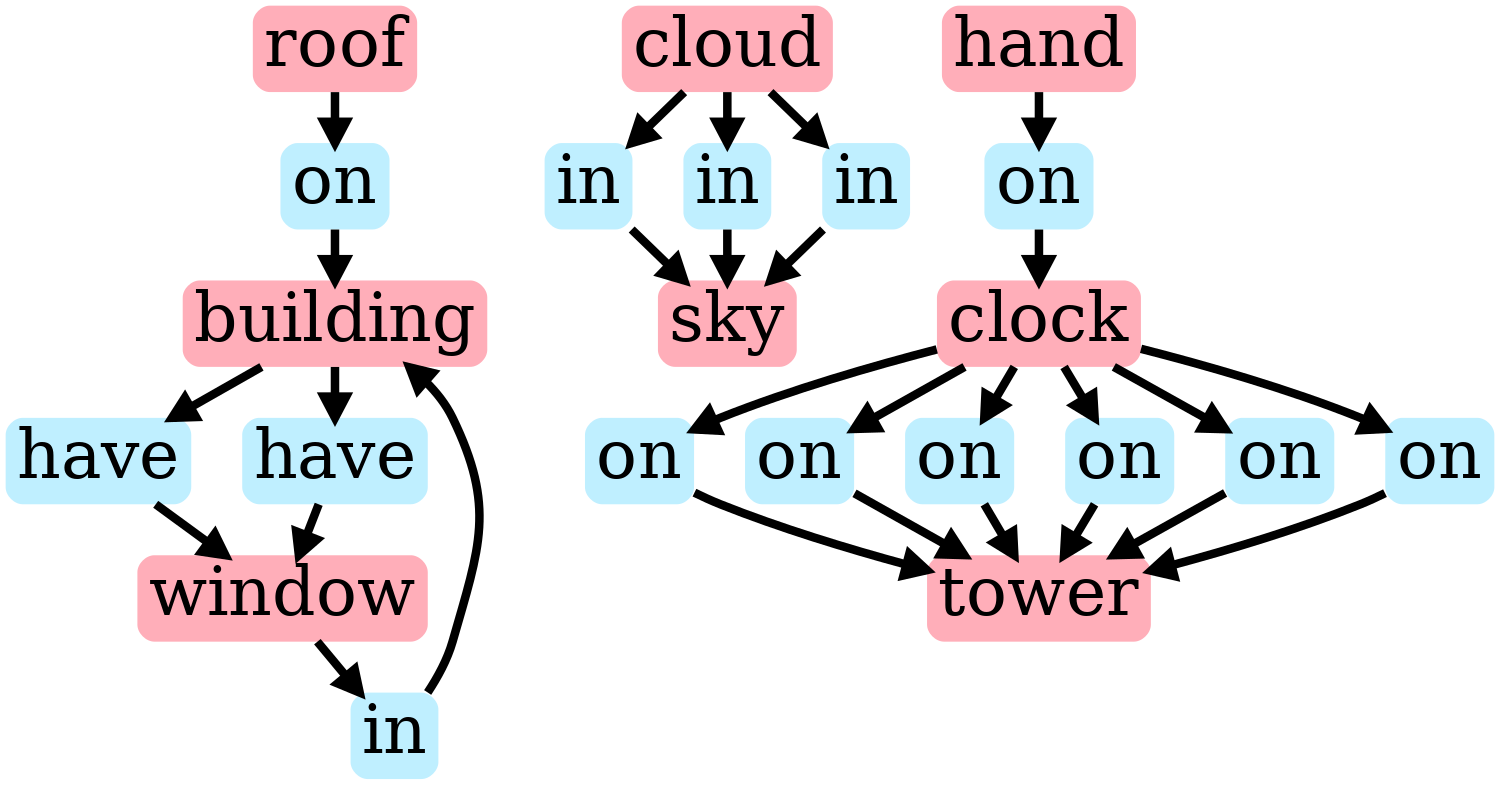 roof cloud hand
on in in in on
building sky clock
have have on on on on on on
window tower
in